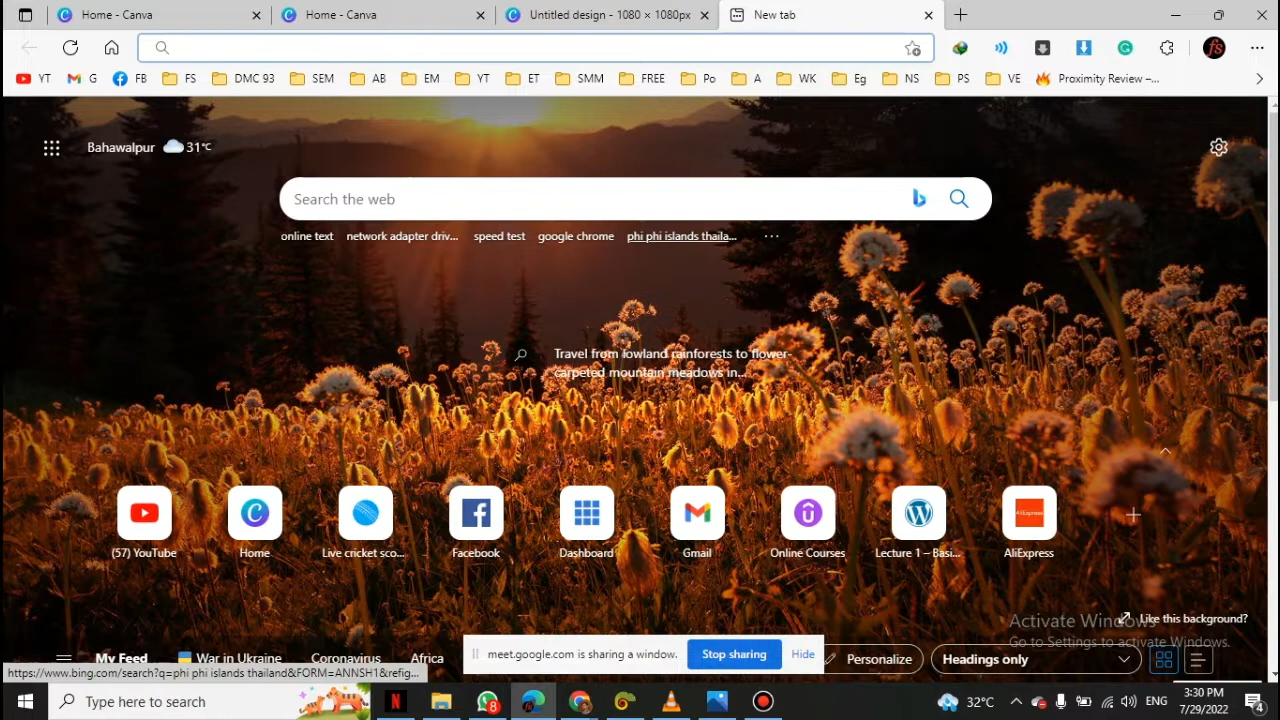 Home - Canva
Home - Canva
Untitled design - 1080 × 1080px
New tab
YT
G
FB
FS
DMC 93
SEM
AB
EM
YT
ET
SMM
FREE
Po
A
WK
Eg
NS
PS
VE
Proximity Review –...
Bahawalpur
31°C
Search the web
online text
network adapter driv...
speed test
google chrome
phi phi islands thaila...
Travel from lowland rainforests to flower-
carpeted mountain meadows in...
(57) YouTube
Home
Live cricket sco...
Facebook
Dashboard
Gmail
Online Courses
Lecture 1 – Basi...
AliExpress
AliExpress
Activate Windows
Like this background?
Go to Settings to activate Windows.
My Feed
War in Ukraine
Coronavirus
Africa
meet.google.com is sharing a window.
Stop sharing
Hide
Personalize
Headings only
https://www.bing.com/search?q=phi phi islands thailand&FORM=ANNSH1&refig...
Type here to search
8
32°C
ENG
3:30 PM
7/29/2022
4